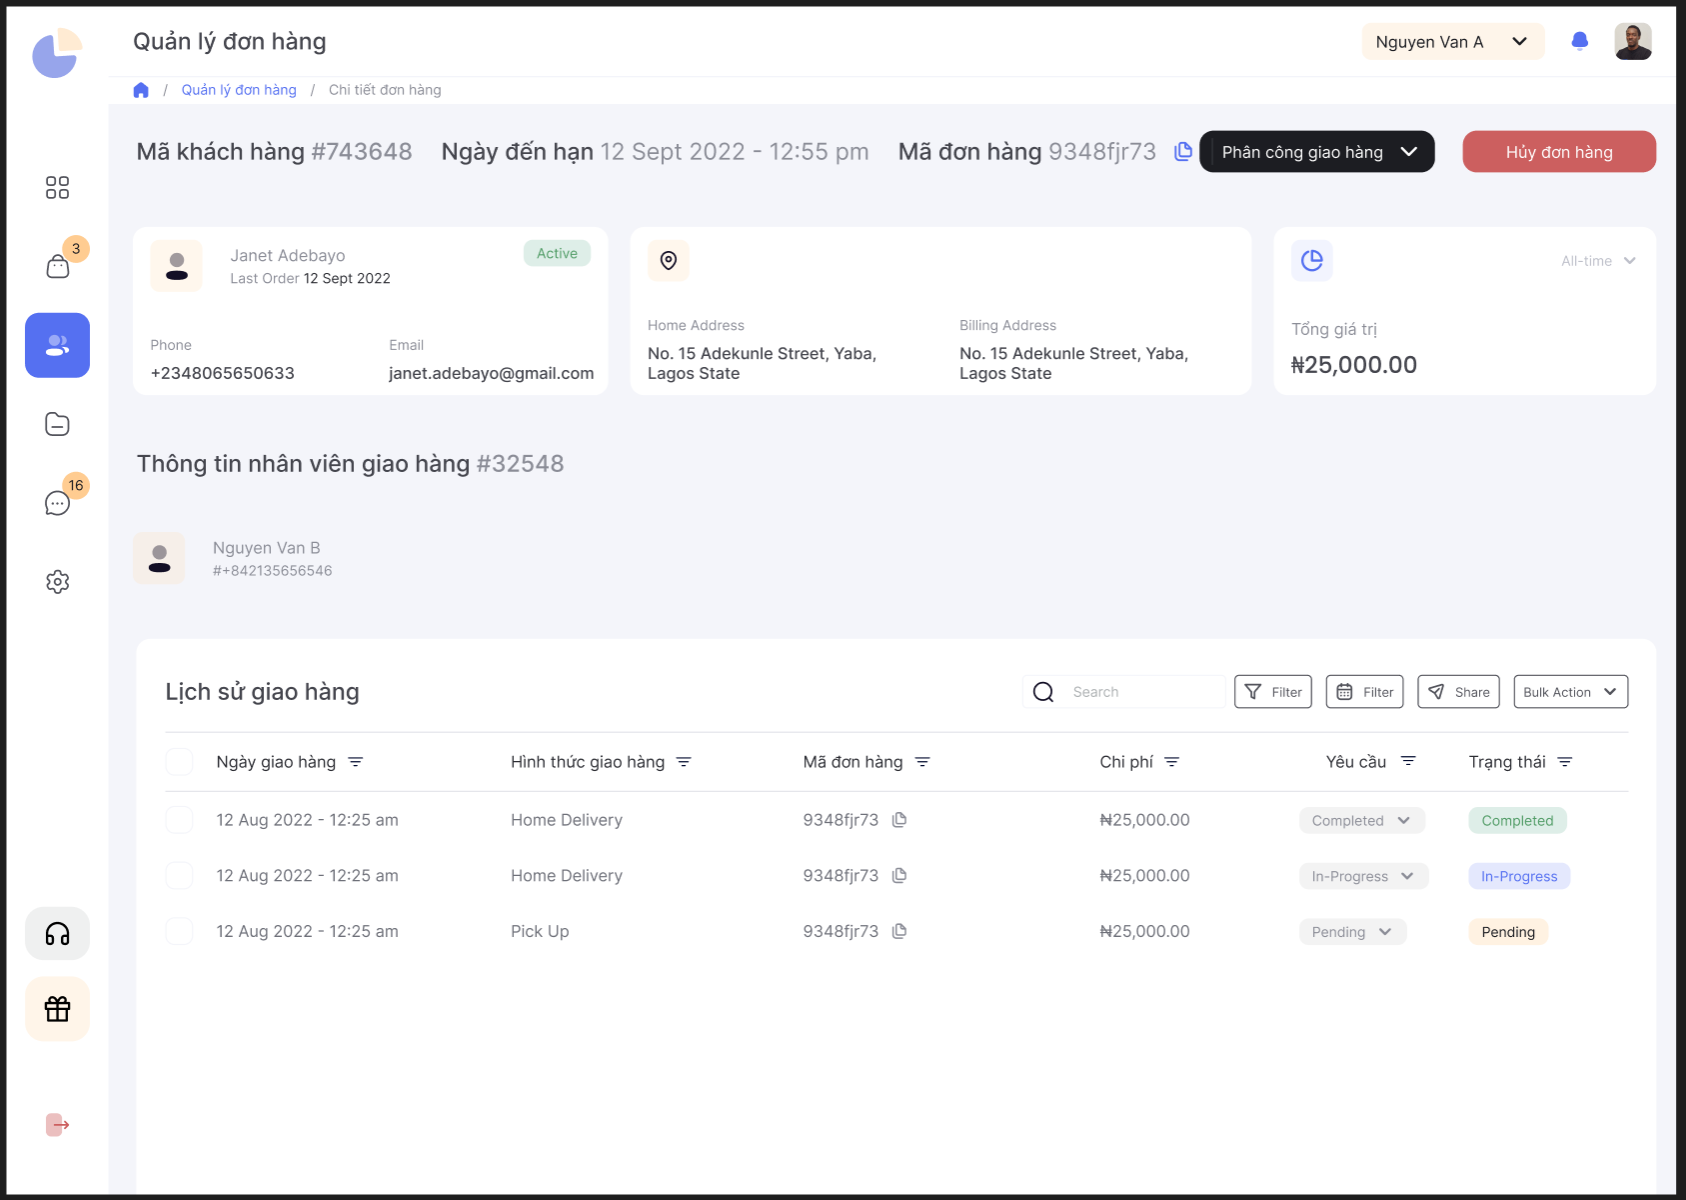 Quản lý đơn hàng
Nguyen Van A
/ Quản lý đơn hàng / Chi tiết đơn hàng
Mã khách hàng #743648 Ngày đến hạn 12 Sept 2022 - 12:55 pm Mã đơn hàng 9348fjr73
Phân công giao hàng
Hủy đơn hàng
3
16
Janet Adebayo
Last Order 12 Sept 2022
Active
Phone
+2348065650633
Email
janet.adebayo@gmail.com
Home Address
No. 15 Adekunle Street, Yaba,
Lagos State
Billing Address
No. 15 Adekunle Street, Yaba,
Lagos State
All-time
Tổng giá trị
₦25,000.00
Thông tin nhân viên giao hàng #32548
Nguyen Van B
#+842135656546
Lịch sử giao hàng
Search
Filter
Filter
Share
Bulk Action
Ngày giao hàng Hình thức giao hàng Mã đơn hàng Chi phí Yêu cầu Trạng thái
12 Aug 2022 - 12:25 am Home Delivery 9348fjr73 ₦25,000.00 Completed Completed
12 Aug 2022 - 12:25 am Home Delivery 9348fjr73 ₦25,000.00 In-Progress In-Progress
12 Aug 2022 - 12:25 am Pick Up 9348fjr73 ₦25,000.00 Pending Pending